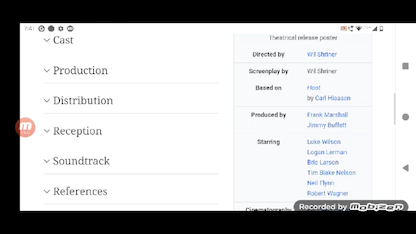 7:41
Cast
Production
Distribution
Reception
Soundtrack
References
Theatrical release poster
Directed by Wil Shriner
Screenplay by Wil Shriner
Based on Hoot
by Carl Hiaasen
Produced by Frank Marshall
Jimmy Buffett
Starring Luke Wilson
Logan Lerman
Brie Larson
Tim Blake Nelson
Neil Flynn
Robert Wagner
Cinematography
Recorded by Mobizen